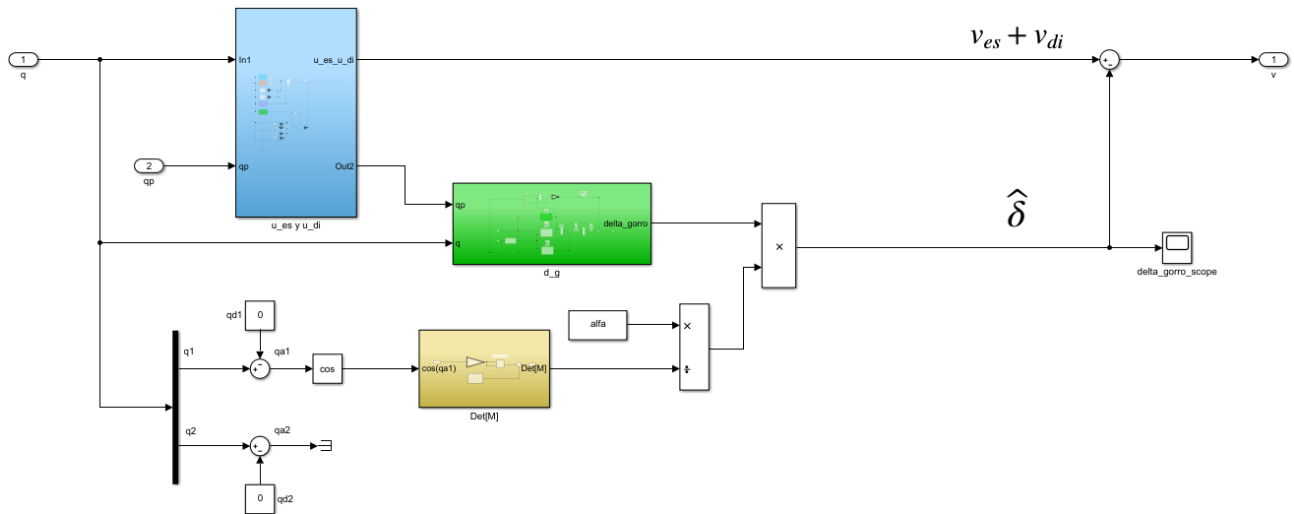 v_es + v_di
1
q
In1
u_es_u_di
+
-
1
v
2
qp
qp
Out2
u_es y u_di
qp
q
delta_gorro
d_g
×
δ̂
delta_gorro_scope
qd1
0
alfa
×
÷
q1
-
+
qa1
cos
cos(qa1)
Det[M]
Det[M]
q2
+
-
qa2
0
qd2